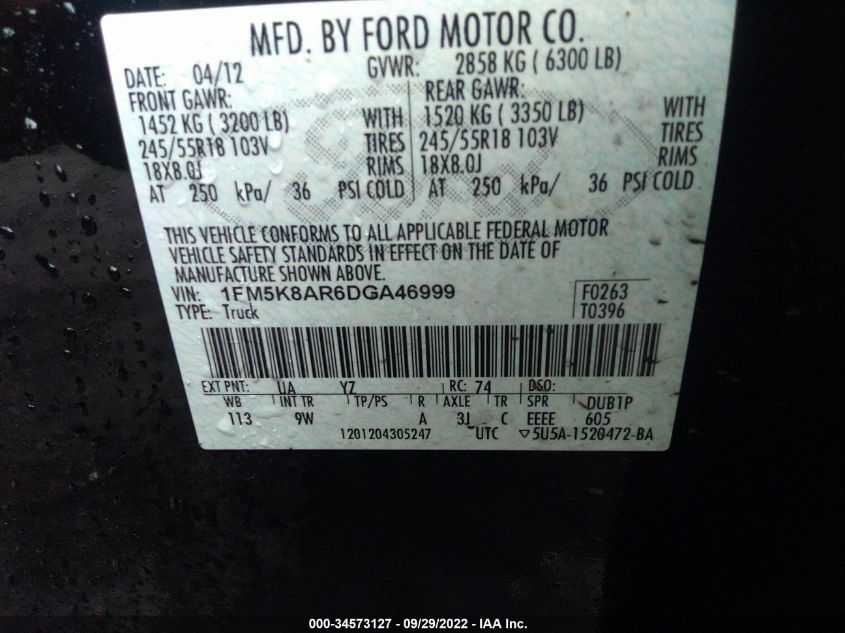 MFD. BY FORD MOTOR CO.
DATE: 04/12 GVWR: 2858 KG ( 6300 LB)
FRONT GAWR: REAR GAWR:
1452 KG ( 3200 LB) WITH 1520 KG ( 3350 LB) WITH
245/55R18 103V TIRES 245/55R18 103V TIRES
18X8.0J RIMS 18X8.0J RIMS
AT 250 kPa/ 36 PSI COLD AT 250 kPa/ 36 PSI COLD
THIS VEHICLE CONFORMS TO ALL APPLICABLE FEDERAL MOTOR
VEHICLE SAFETY STANDARDS IN EFFECT ON THE DATE OF
MANUFACTURE SHOWN ABOVE.
VIN: 1FM5K8AR6DGA46999 F0263
TYPE: Truck T0396
EXT PNT: UA YZ RC: 74 DSO:
WB INT TR TP/PS R AXLE TR SPR DUB1P
113 9W A 3J C EEEE 605
1201204305247 UTC ▽5U5A-1520472-BA
000-34573127 - 09/29/2022 - IAA Inc.